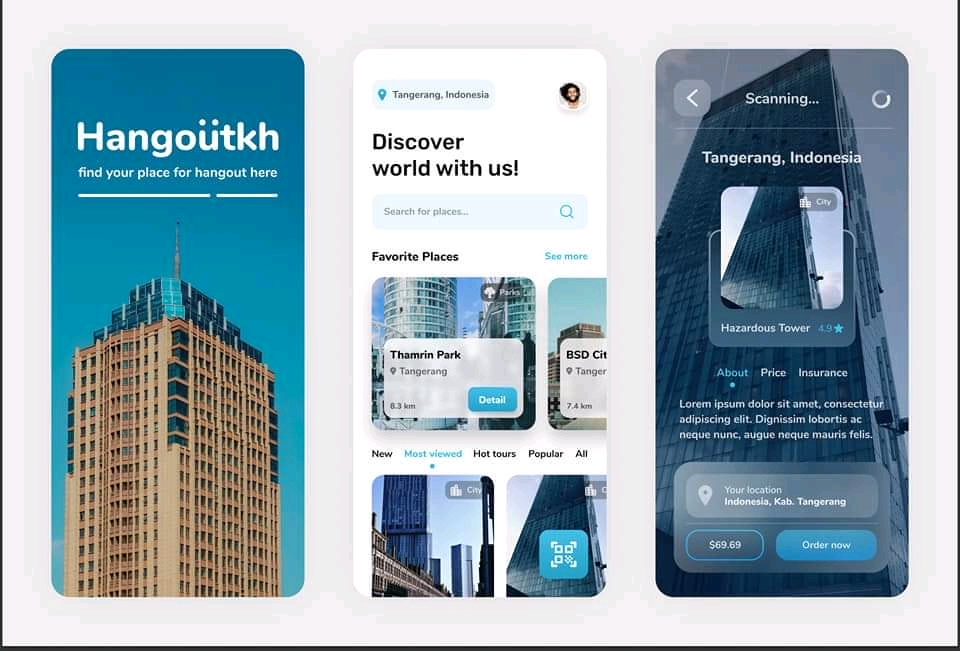 Hangoütkh
find your place for hangout here
Tangerang, Indonesia
Discover
world with us!
Search for places...
Favorite Places
See more
Parks
Thamrin Park
Tangerang
8.3 km
Detail
BSD Cit
Tanger
7.4 km
New
Most viewed
Hot tours
Popular
All
City
C
Scanning...
Tangerang, Indonesia
City
Hazardous Tower
4.9
About
Price
Insurance
Lorem ipsum dolor sit amet, consectetur
adipiscing elit. Dignissim lobortis ac
neque nunc, augue neque mauris felis.
Your location
Indonesia, Kab. Tangerang
$69.69
Order now